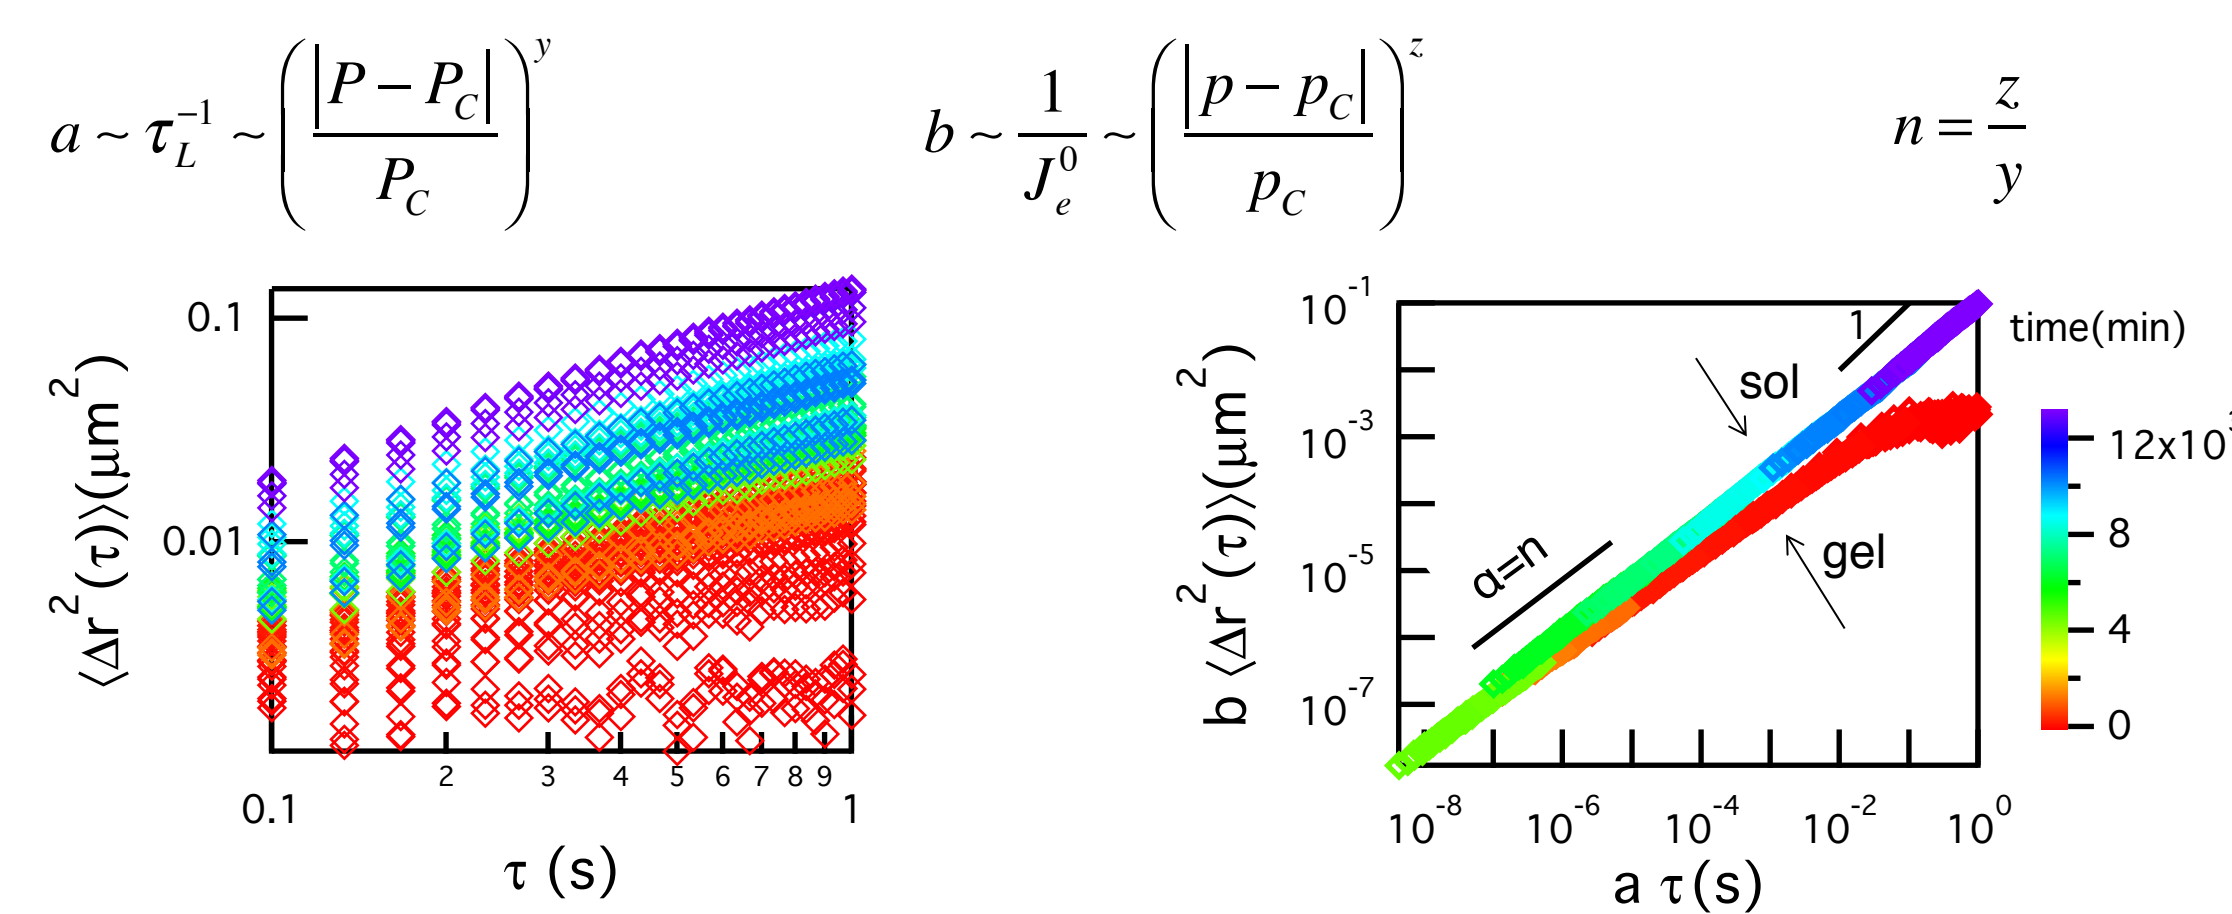 a ~ τ_L^{-1} ~ (|P − P_C| / P_C)^y
b ~ 1 / J_e^0 ~ (|p − p_C| / p_C)^z
n = z / y
⟨Δr^2(τ)⟩(μm^2)
0.1
0.01
2 3 4 5 6 7 8 9
0.1 1
τ (s)
b ⟨Δr^2(τ)⟩(μm^2)
10^-1
10^-3
10^-5
10^-7
1
sol
α=n
gel
10^-8 10^-6 10^-4 10^-2 10^0
a τ(s)
time(min)
12x10^3
8
4
0